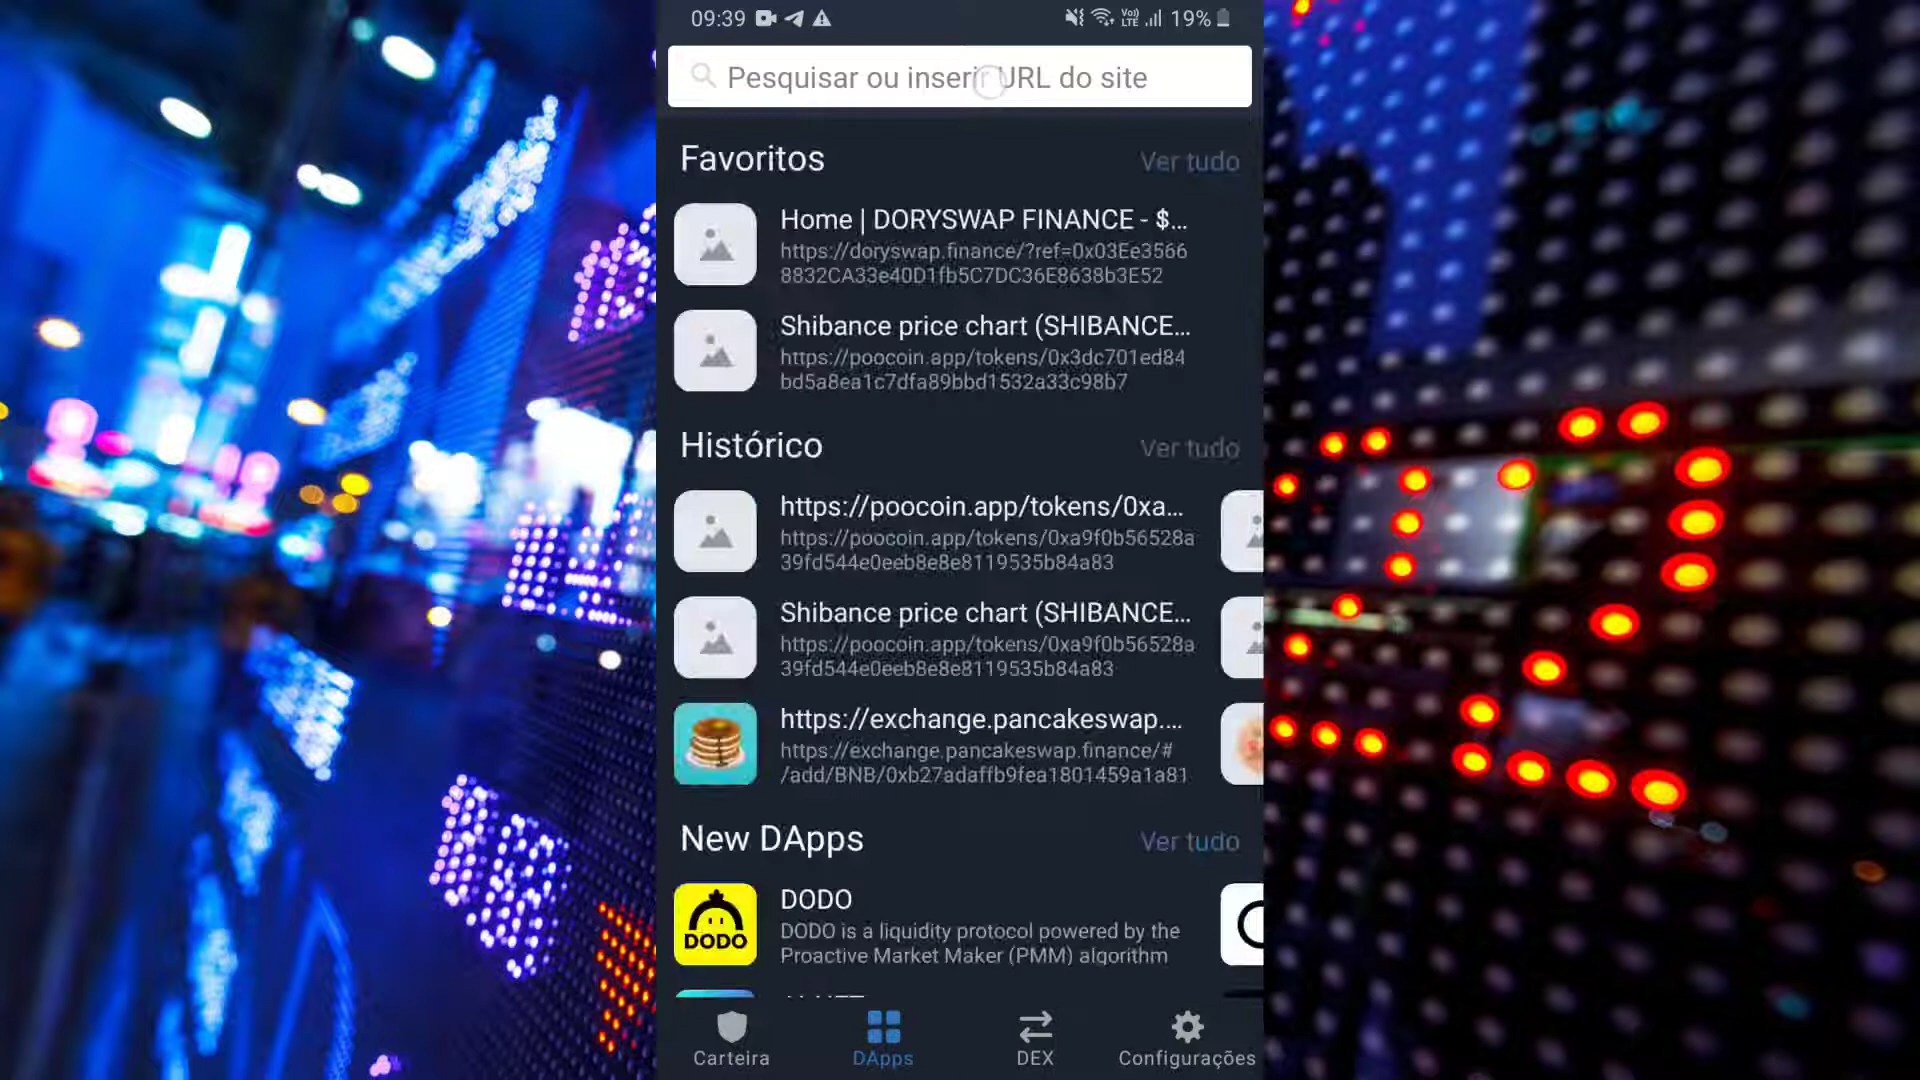 09:39
Vo))
LTE
19%
Pesquisar ou inserir URL do site
Favoritos
Ver tudo
Home | DORYSWAP FINANCE - $...
https://doryswap.finance/?ref=0x03Ee3566
8832CA33e40D1fb5C7DC36E8638b3E52
Shibance price chart (SHIBANCE...
https://poocoin.app/tokens/0x3dc701ed84
bd5a8ea1c7dfa89bbd1532a33c98b7
Histórico
Ver tudo
https://poocoin.app/tokens/0xa...
https://poocoin.app/tokens/0xa9f0b56528a
39fd544e0eeb8e8e8119535b84a83
Shibance price chart (SHIBANCE...
https://poocoin.app/tokens/0xa9f0b56528a
39fd544e0eeb8e8e8119535b84a83
https://exchange.pancakeswap....
https://exchange.pancakeswap.finance/#
/add/BNB/0xb27adaffb9fea1801459a1a81
New DApps
Ver tudo
DODO
DODO
DODO is a liquidity protocol powered by the
Proactive Market Maker (PMM) algorithm
Carteira
DApps
DEX
Configurações